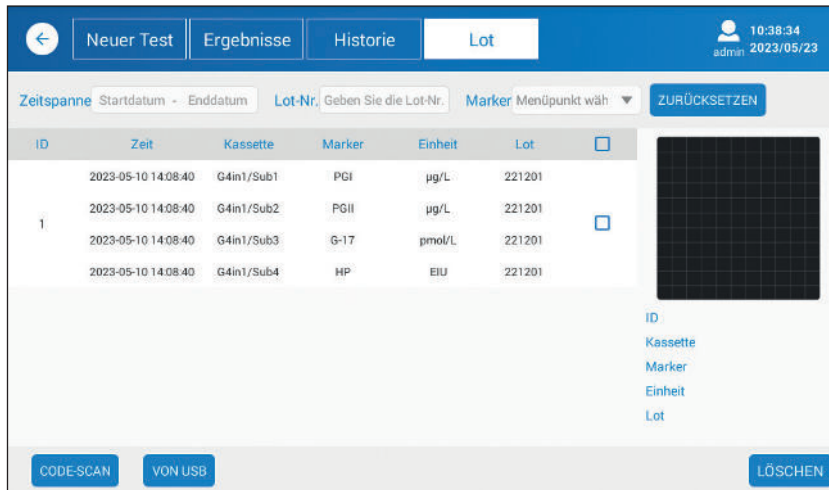 Neuer Test Ergebnisse Historie Lot
10:38:34
admin 2023/05/23
Zeitspanne Startdatum - Enddatum Lot-Nr. Geben Sie die Lot-Nr. Marker Menüpunkt wäh ZURÜCKSETZEN
ID Zeit Kassette Marker Einheit Lot
2023-05-10 14:08:40 G4in1/Sub1 PGI µg/L 221201
2023-05-10 14:08:40 G4in1/Sub2 PGII µg/L 221201
1
2023-05-10 14:08:40 G4in1/Sub3 G-17 pmol/L 221201
2023-05-10 14:08:40 G4in1/Sub4 HP EIU 221201
ID
Kassette
Marker
Einheit
Lot
CODE-SCAN VON USB LÖSCHEN